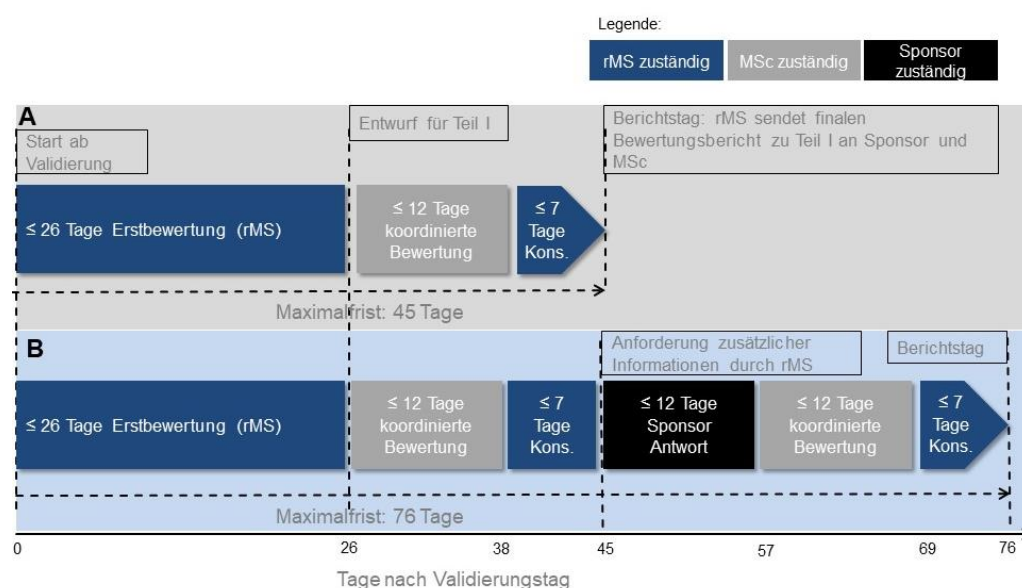 Legende:
rMS zuständig
MSc zuständig
Sponsor
zuständig
A
Start ab
Validierung
Entwurf für Teil I
Berichtstag: rMS sendet finalen
Bewertungsbericht zu Teil I an Sponsor und
MSc
≤ 26 Tage Erstbewertung (rMS)
≤ 12 Tage
koordinierte
Bewertung
≤ 7
Tage
Kons.
Maximalfrist: 45 Tage
B
Anforderung zusätzlicher
Informationen durch rMS
Berichtstag
≤ 26 Tage Erstbewertung (rMS)
≤ 12 Tage
koordinierte
Bewertung
≤ 7
Tage
Kons.
≤ 12 Tage
Sponsor
Antwort
≤ 12 Tage
koordinierte
Bewertung
≤ 7
Tage
Kons.
Maximalfrist: 76 Tage
0 26 38 45 57 69 76
Tage nach Validierungstag